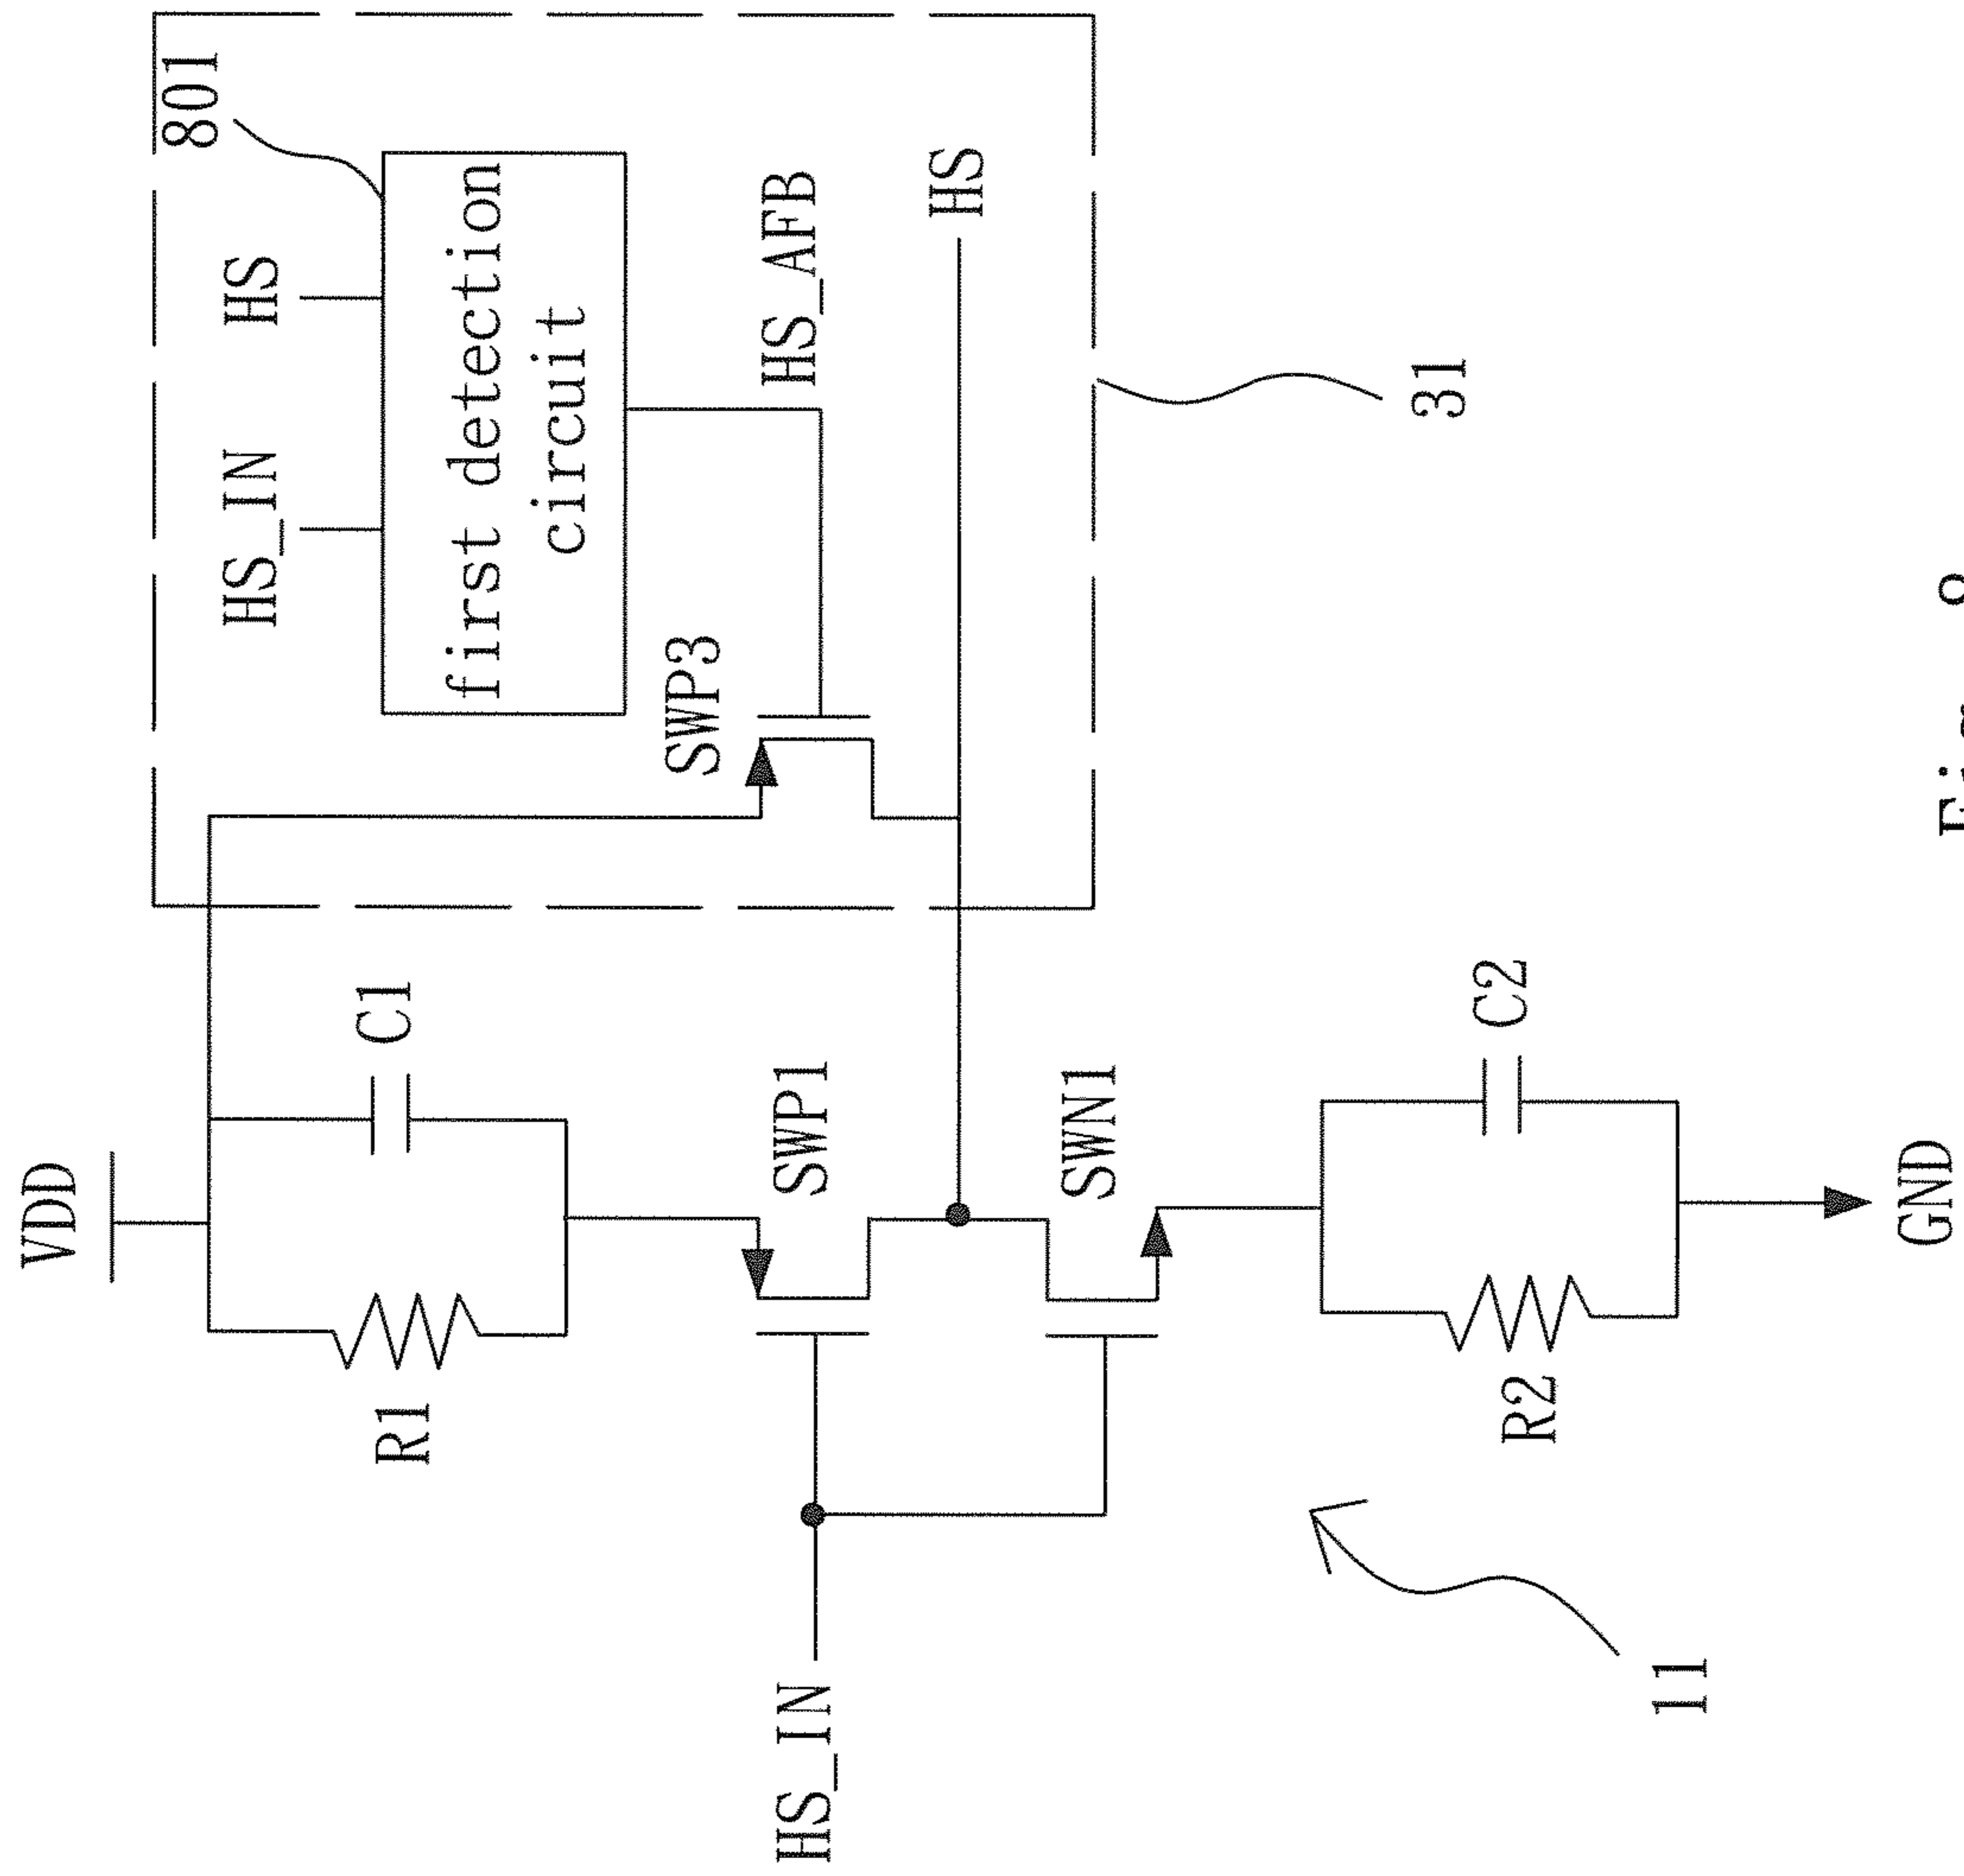 VDD
801
HS_IN
HS
first detection
circuit
C1
R1
SWP3
HS_AFB
SWP1
HS_IN
HS
SWN1
31
C2
R2
11
GND